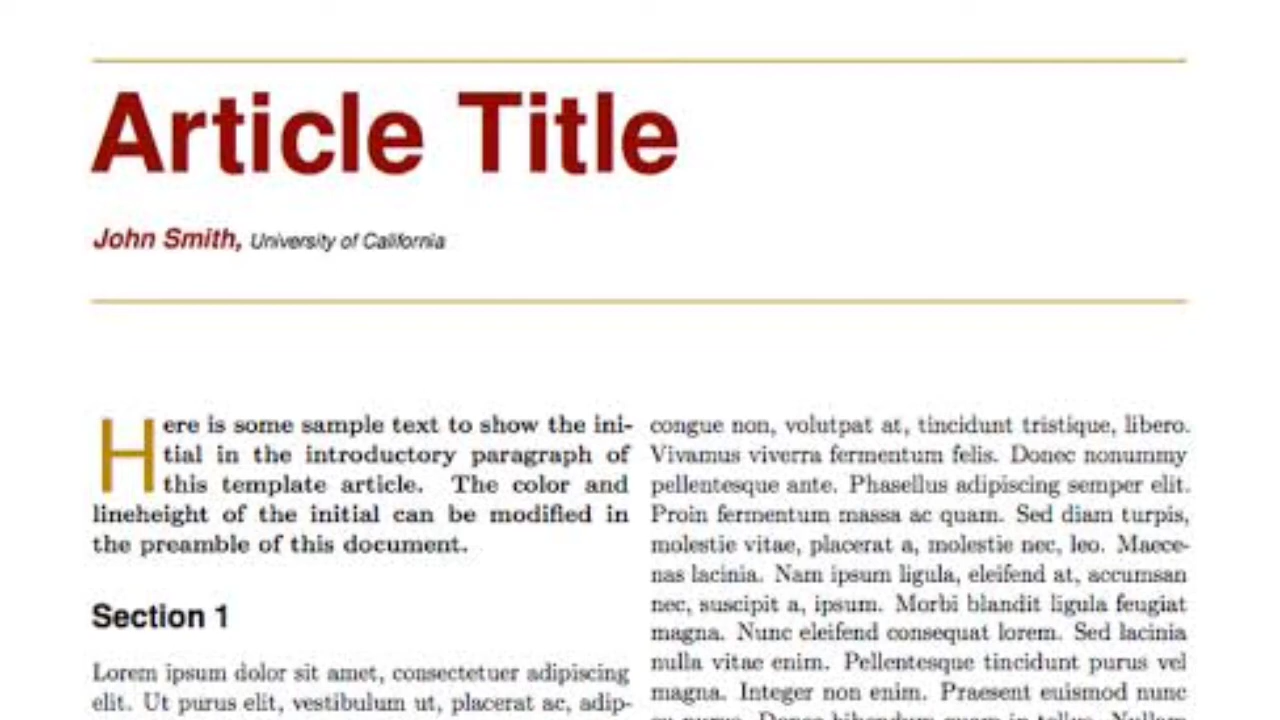 Article Title
John Smith, University of California
Here is some sample text to show the ini-
tial in the introductory paragraph of
this template article. The color and
lineheight of the initial can be modified in
the preamble of this document.
Section 1
Lorem ipsum dolor sit amet, consectetuer adipiscing
elit. Ut purus elit, vestibulum ut, placerat ac, adip-
congue non, volutpat at, tincidunt tristique, libero.
Vivamus viverra fermentum felis. Donec nonummy
pellentesque ante. Phasellus adipiscing semper elit.
Proin fermentum massa ac quam. Sed diam turpis,
molestie vitae, placerat a, molestie nec, leo. Maece-
nas lacinia. Nam ipsum ligula, eleifend at, accumsan
nec, suscipit a, ipsum. Morbi blandit ligula feugiat
magna. Nunc eleifend consequat lorem. Sed lacinia
nulla vitae enim. Pellentesque tincidunt purus vel
magna. Integer non enim. Praesent euismod nunc